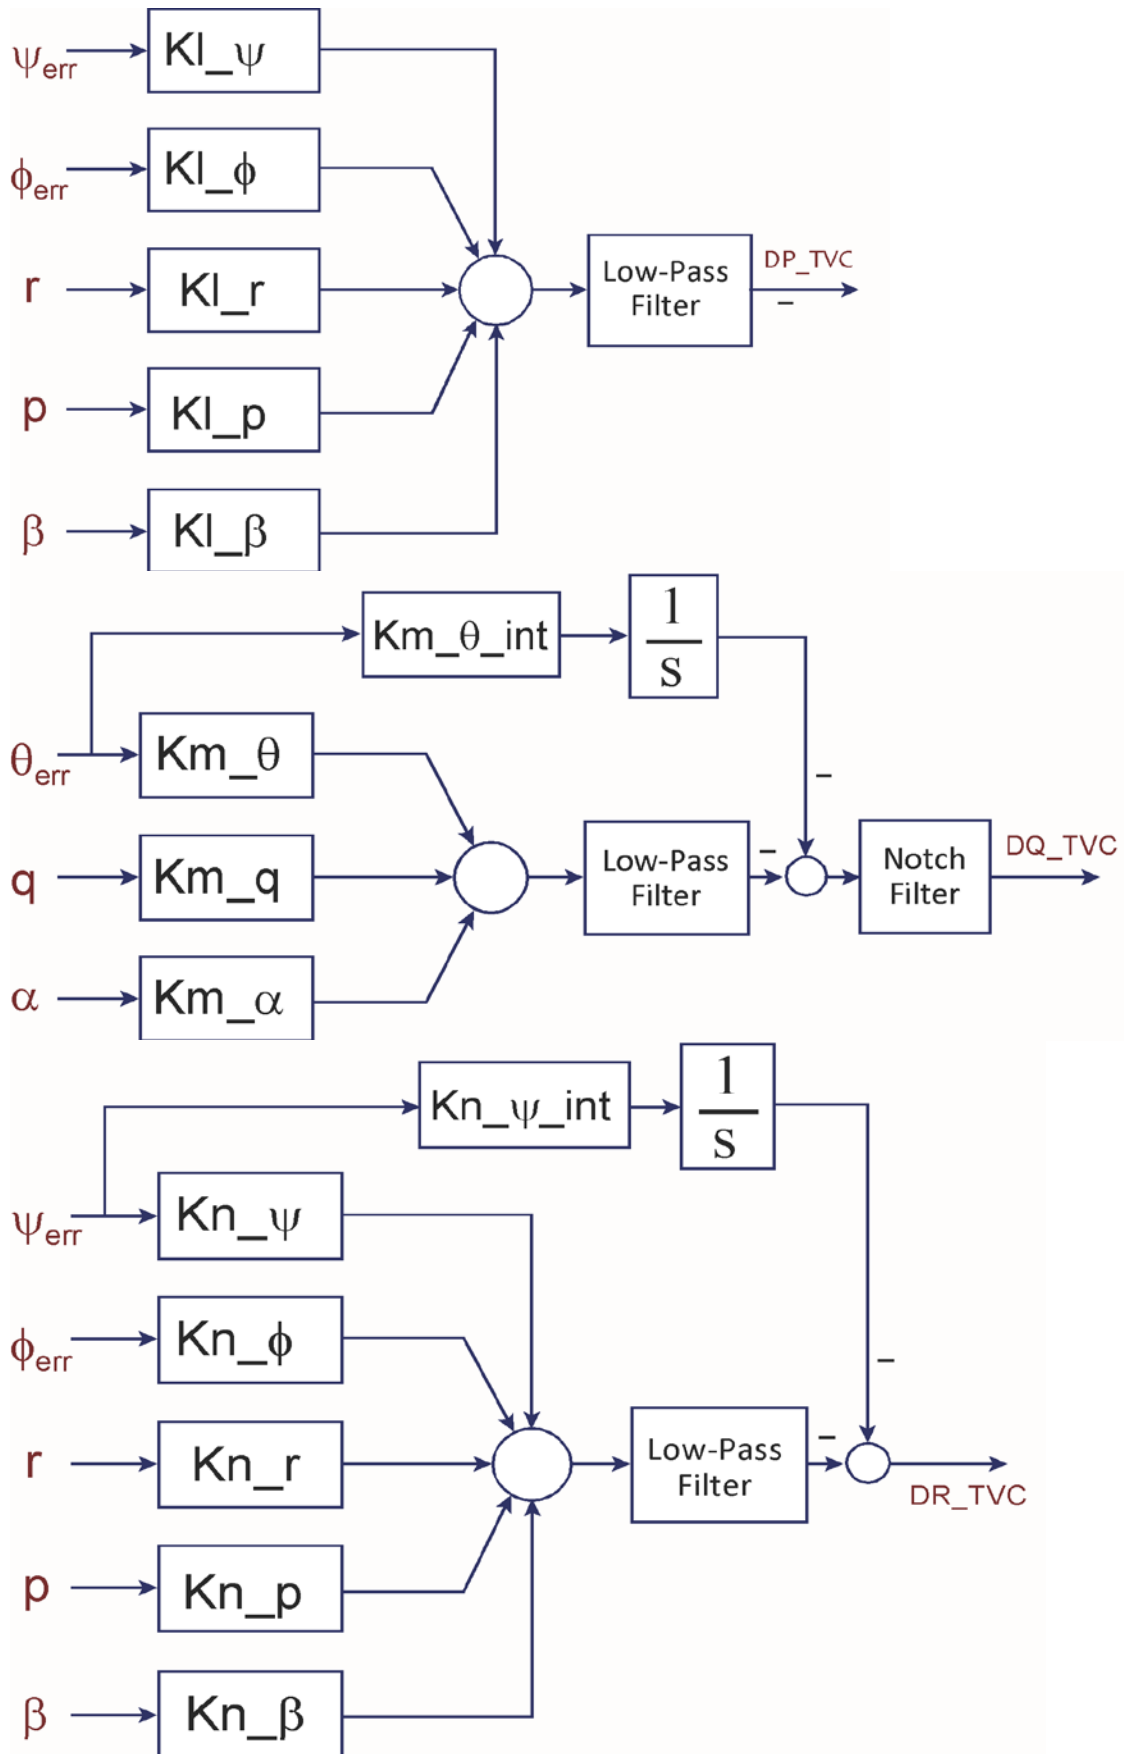 ψerr
Kl_ψ
ϕerr
Kl_ϕ
r
Kl_r
Low-Pass
Filter
DP_TVC
−
p
Kl_p
β
Kl_β
Km_θ_int
1
s
θerr
Km_θ
−
q
Km_q
Low-Pass
Filter
−
Notch
Filter
DQ_TVC
α
Km_α
Kn_ψ_int
1
s
ψerr
Kn_ψ
ϕerr
Kn_ϕ
−
r
Kn_r
Low-Pass
Filter
−
DR_TVC
p
Kn_p
β
Kn_β